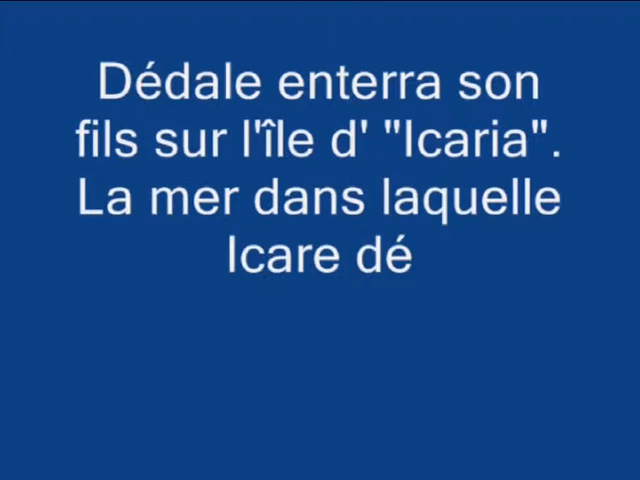 Dédale enterra son
fils sur l'île d' "Icaria".
La mer dans laquelle
Icare dé